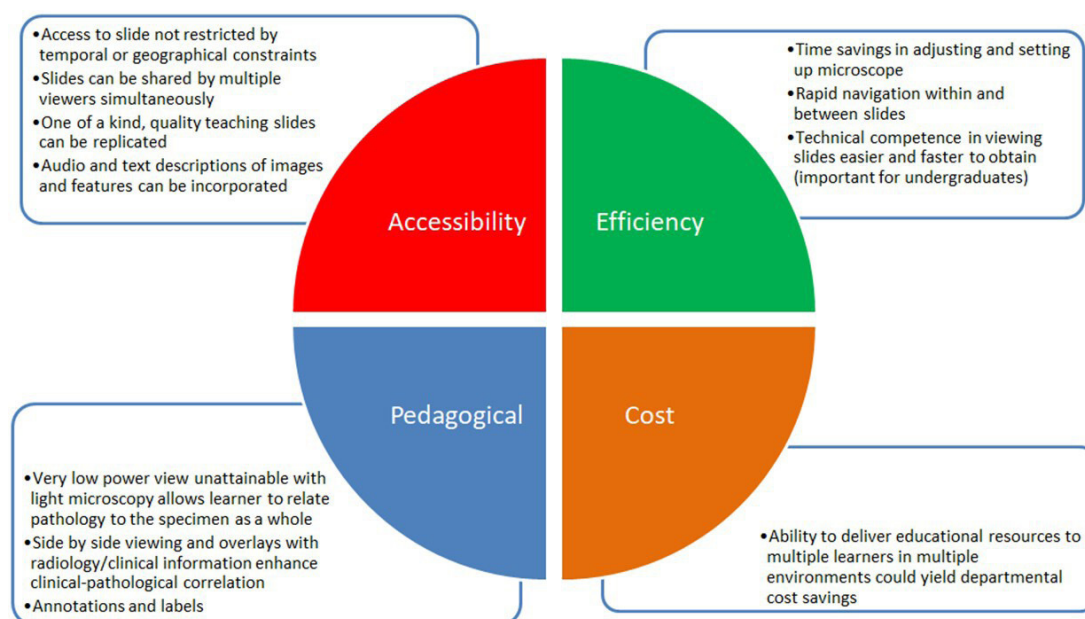 •Access to slide not restricted by
temporal or geographical constraints
•Slides can be shared by multiple
viewers simultaneously
•One of a kind, quality teaching slides
can be replicated
•Audio and text descriptions of images
and features can be incorporated
•Time savings in adjusting and setting
up microscope
•Rapid navigation within and
between slides
•Technical competence in viewing
slides easier and faster to obtain
(important for undergraduates)
Accessibility
Efficiency
Pedagogical
Cost
•Very low power view unattainable with
light microscopy allows learner to relate
pathology to the specimen as a whole
•Side by side viewing and overlays with
radiology/clinical information enhance
clinical-pathological correlation
•Annotations and labels
•Ability to deliver educational resources to
multiple learners in multiple
environments could yield departmental
cost savings